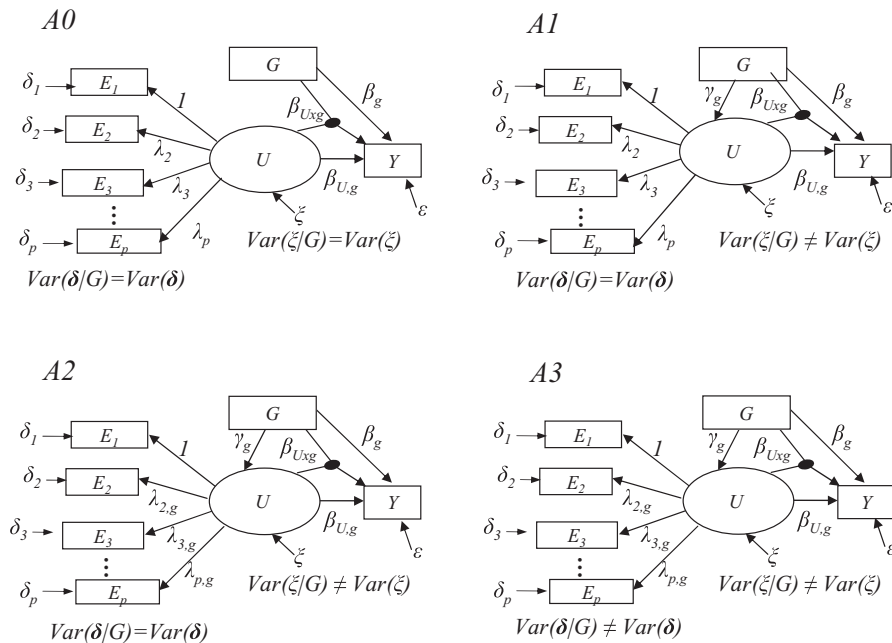 A0
G
δ1
E1
1
βg
βUxg
δ2
E2
λ2
U
Y
δ3
E3
λ3
βU,g
ξ
ε
δp
Ep
λp
Var(ξ/G)=Var(ξ)
Var(δ/G)=Var(δ)
A1
G
δ1
E1
1
γg
βg
βUxg
δ2
E2
λ2
U
Y
δ3
E3
λ3
βU,g
ξ
ε
δp
Ep
λp
Var(ξ/G) ≠ Var(ξ)
Var(δ/G)=Var(δ)
A2
G
δ1
E1
1
γg
βg
βUxg
δ2
E2
λ2,g
U
Y
δ3
E3
λ3,g
βU,g
ξ
ε
δp
Ep
λp,g
Var(ξ/G) ≠ Var(ξ)
Var(δ/G)=Var(δ)
A3
G
δ1
E1
1
γg
βg
βUxg
δ2
E2
λ2,g
U
Y
δ3
E3
λ3,g
βU,g
ξ
ε
δp
Ep
λp,g
Var(ξ/G) ≠ Var(ξ)
Var(δ/G) ≠ Var(δ)